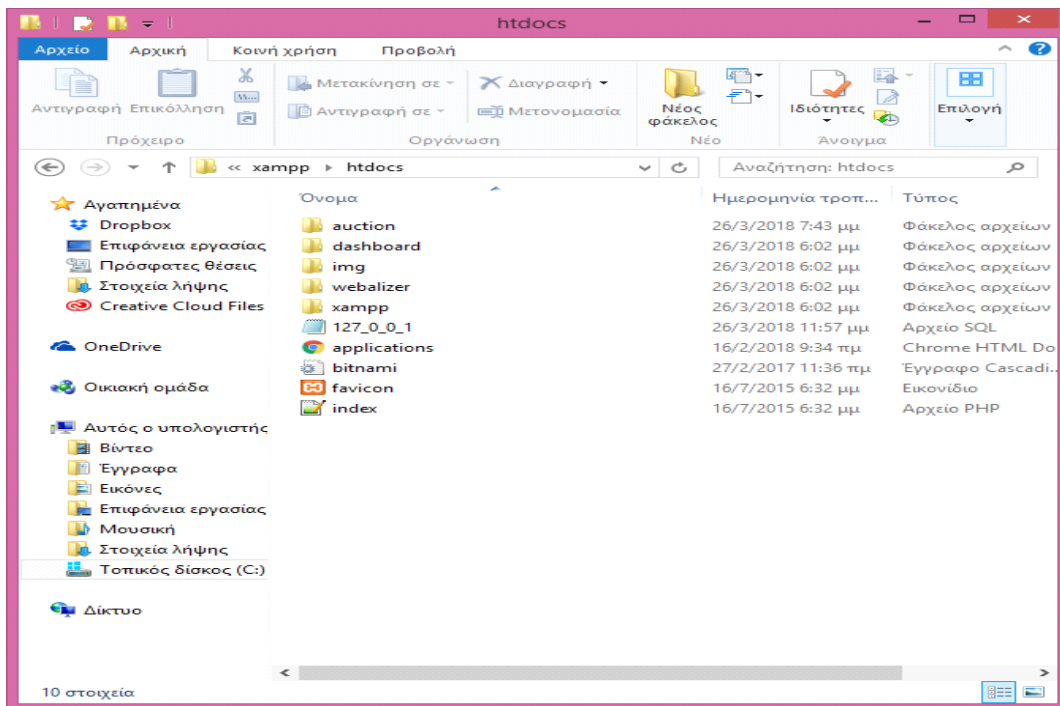 htdocs
Αρχείο Αρχική Κοινή χρήση Προβολή
Αντιγραφή Επικόλληση
Μετακίνηση σε Διαγραφή
Αντιγραφή σε Μετονομασία
Νέος φάκελος
Ιδιότητες
Επιλογή
Πρόχειρο Οργάνωση Νέο Άνοιγμα
« xampp htdocs Αναζήτηση: htdocs
Αγαπημένα
Dropbox
Επιφάνεια εργασίας
Πρόσφατες θέσεις
Στοιχεία λήψης
Creative Cloud Files
OneDrive
Οικιακή ομάδα
Αυτός ο υπολογιστής
Βίντεο
Έγγραφα
Εικόνες
Επιφάνεια εργασίας
Μουσική
Στοιχεία λήψης
Τοπικός δίσκος (C:)
Δίκτυο
Όνομα Ημερομηνία τροπ... Τύπος
auction 26/3/2018 7:43 μμ Φάκελος αρχείων
dashboard 26/3/2018 6:02 μμ Φάκελος αρχείων
img 26/3/2018 6:02 μμ Φάκελος αρχείων
webalizer 26/3/2018 6:02 μμ Φάκελος αρχείων
xampp 26/3/2018 6:02 μμ Φάκελος αρχείων
127_0_0_1 26/3/2018 11:57 μμ Αρχείο SQL
applications 16/2/2018 9:34 πμ Chrome HTML Do
bitnami 27/2/2017 11:36 πμ Έγγραφο Cascadi..
favicon 16/7/2015 6:32 μμ Εικονίδιο
index 16/7/2015 6:32 μμ Αρχείο PHP
10 στοιχεία